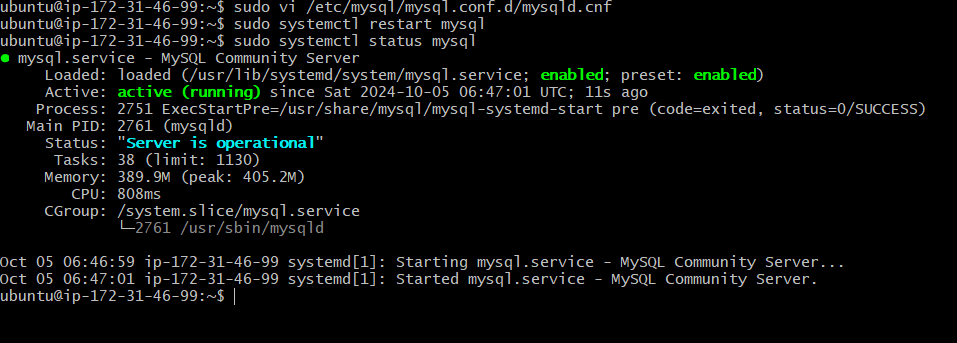 ubuntu@ip-172-31-46-99:~$ sudo vi /etc/mysql/mysql.conf.d/mysqld.cnf
ubuntu@ip-172-31-46-99:~$ sudo systemctl restart mysql
ubuntu@ip-172-31-46-99:~$ sudo systemctl status mysql
● mysql.service - MySQL Community Server
     Loaded: loaded (/usr/lib/systemd/system/mysql.service; enabled; preset: enabled)
     Active: active (running) since Sat 2024-10-05 06:47:01 UTC; 11s ago
    Process: 2751 ExecStartPre=/usr/share/mysql/mysql-systemd-start pre (code=exited, status=0/SUCCESS)
   Main PID: 2761 (mysqld)
     Status: "Server is operational"
      Tasks: 38 (limit: 1130)
     Memory: 389.9M (peak: 405.2M)
        CPU: 808ms
     CGroup: /system.slice/mysql.service
             └─2761 /usr/sbin/mysqld
Oct 05 06:46:59 ip-172-31-46-99 systemd[1]: Starting mysql.service - MySQL Community Server...
Oct 05 06:47:01 ip-172-31-46-99 systemd[1]: Started mysql.service - MySQL Community Server.
ubuntu@ip-172-31-46-99:~$